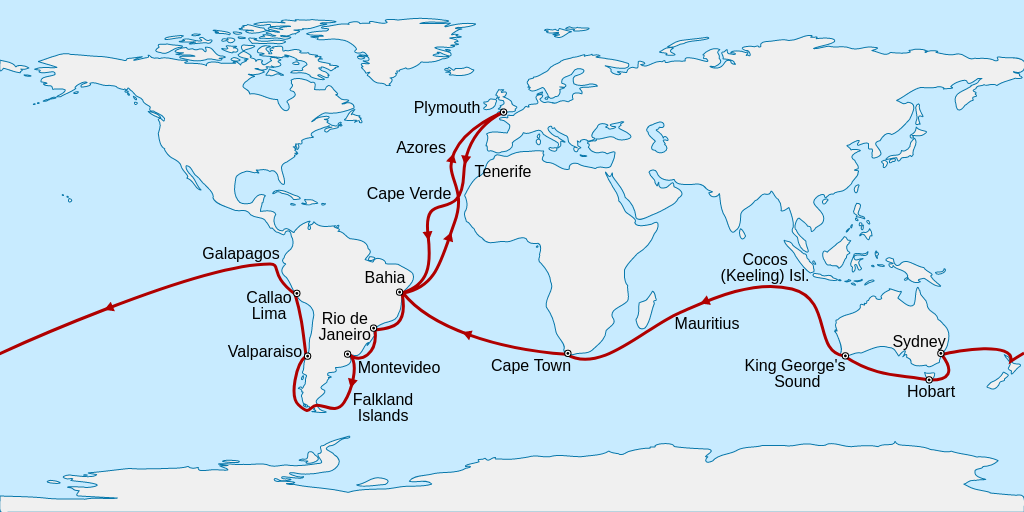 Plymouth
Azores
Tenerife
Cape Verde
Galapagos
Cocos
(Keeling) Isl.
Bahia
Callao
Lima
Rio de
Janeiro
Mauritius
Sydney
Valparaiso
Montevideo
Cape Town
King George's
Sound
Hobart
Falkland
Islands